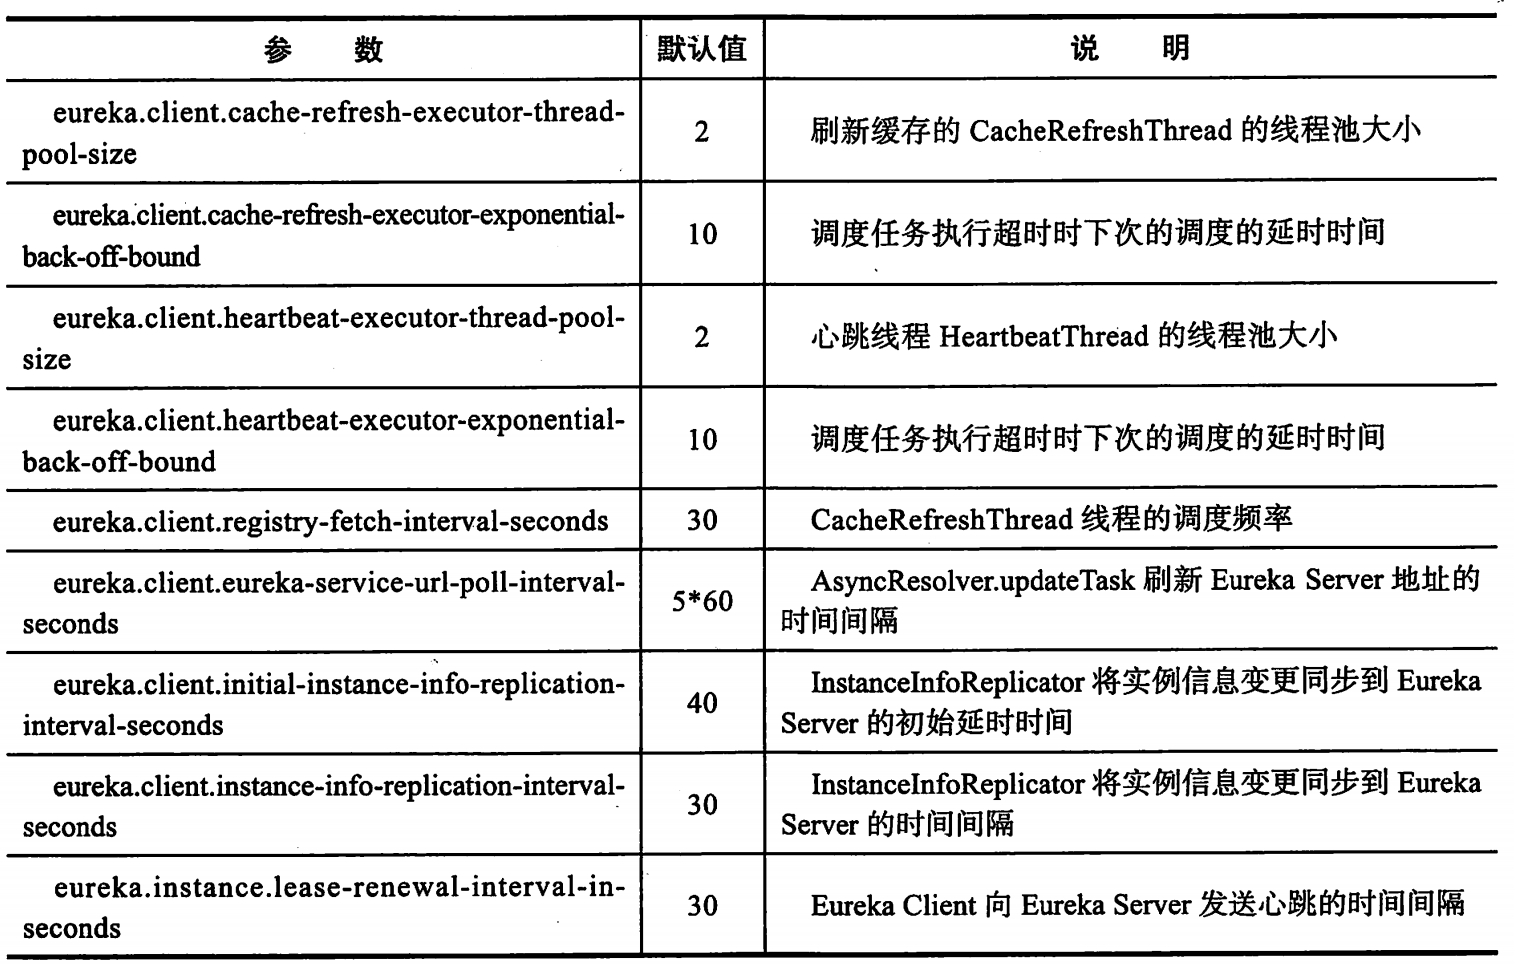 参 数 默认值 说 明
eureka.client.cache-refresh-executor-thread-
pool-size
2
刷新缓存的 CacheRefreshThread 的线程池大小
eureka.client.cache-refresh-executor-exponential-
back-off-bound
10
调度任务执行超时时下次的调度的延时时间
eureka.client.heartbeat-executor-thread-pool-
size
2
心跳线程 HeartbeatThread 的线程池大小
eureka.client.heartbeat-executor-exponential-
back-off-bound
10
调度任务执行超时时下次的调度的延时时间
eureka.client.registry-fetch-interval-seconds
30
CacheRefreshThread 线程的调度频率
eureka.client.eureka-service-url-poll-interval-
seconds
5*60
AsyncResolver.updateTask 刷新 Eureka Server 地址的
时间间隔
eureka.client.initial-instance-info-replication-
interval-seconds
40
InstanceInfoReplicator 将实例信息变更同步到 Eureka
Server 的初始延时时间
eureka.client.instance-info-replication-interval-
seconds
30
InstanceInfoReplicator 将实例信息变更同步到 Eureka
Server 的时间间隔
eureka.instance.lease-renewal-interval-in-
seconds
30
Eureka Client 向 Eureka Server 发送心跳的时间间隔